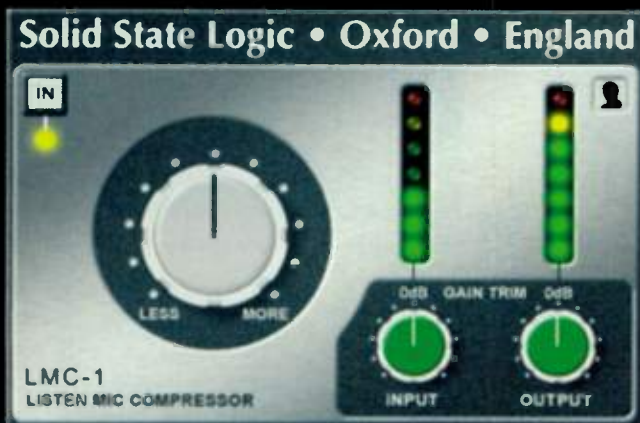 Solid State Logic • Oxford • England
IN
0dB GAIN TRIM 0dB
LESS MORE
LMC-1
LISTEN MIC COMPRESSOR
INPUT OUTPUT